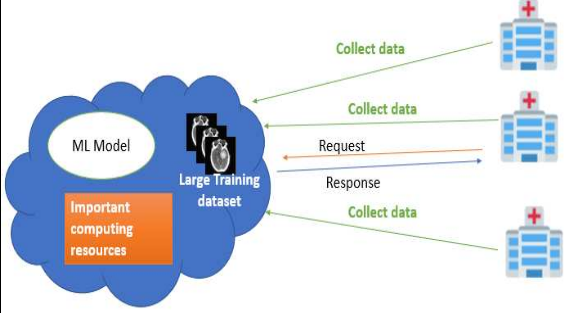 Collect data
Collect data
ML Model
Request
Large Training
dataset
Response
Important
computing
resources
Collect data